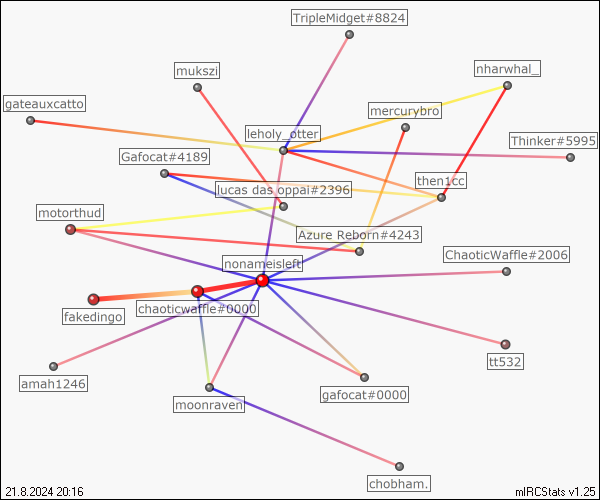 TripleMidget#8824
mukszi
nharwhal_
gateauxcatto
mercurybro
leholy_otter
Thinker#5995
Gafocat#4189
then1cc
lucas das oppai#2396
motorthud
Azure Reborn#4243
ChaoticWaffle#2006
nonameisleft
fakedingo
chaoticwaffle#0000
tt532
amah1246
gafocat#0000
moonraven
chobham.
21.8.2024 20:16
mIRCStats v1.25